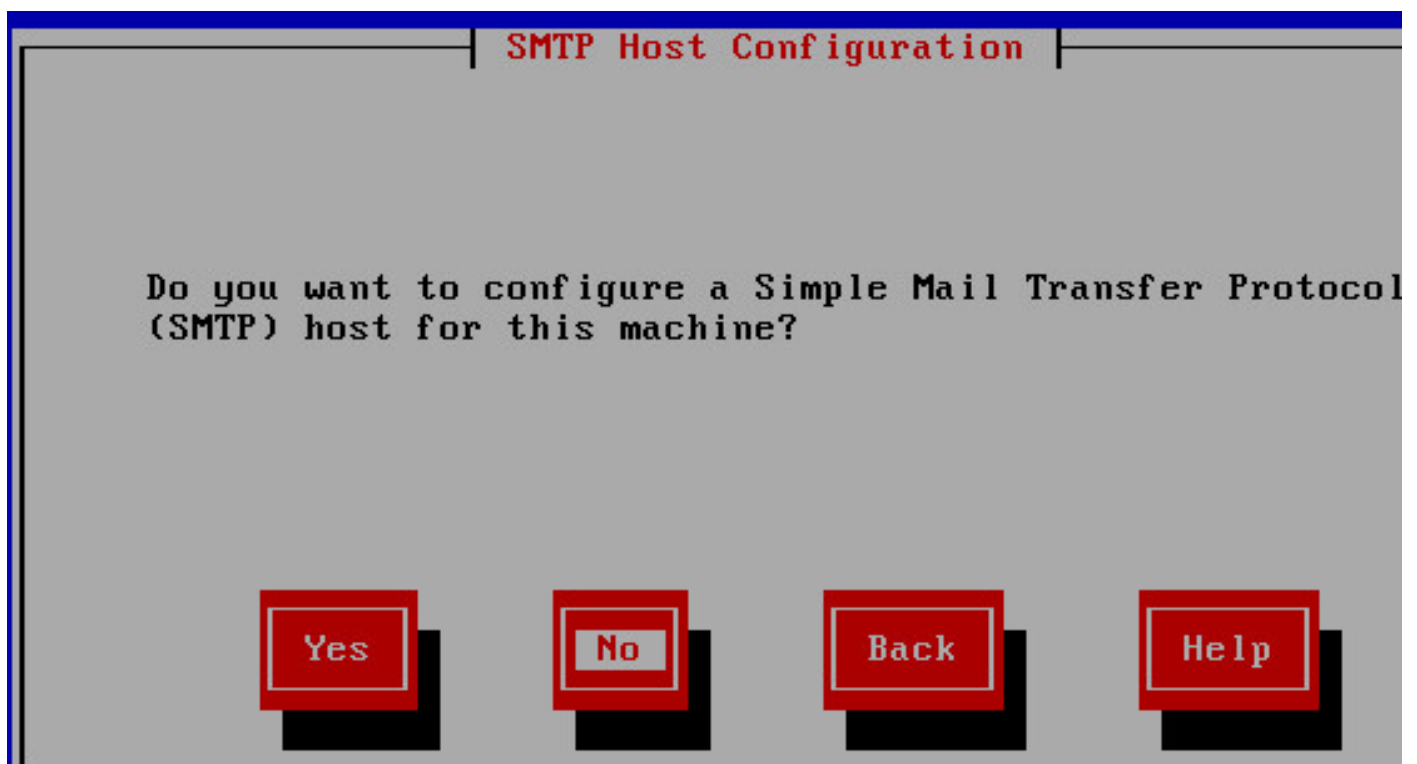 SMTP Host Configuration
Do you want to configure a Simple Mail Transfer Protocol
(SMTP) host for this machine?
Yes No Back Help